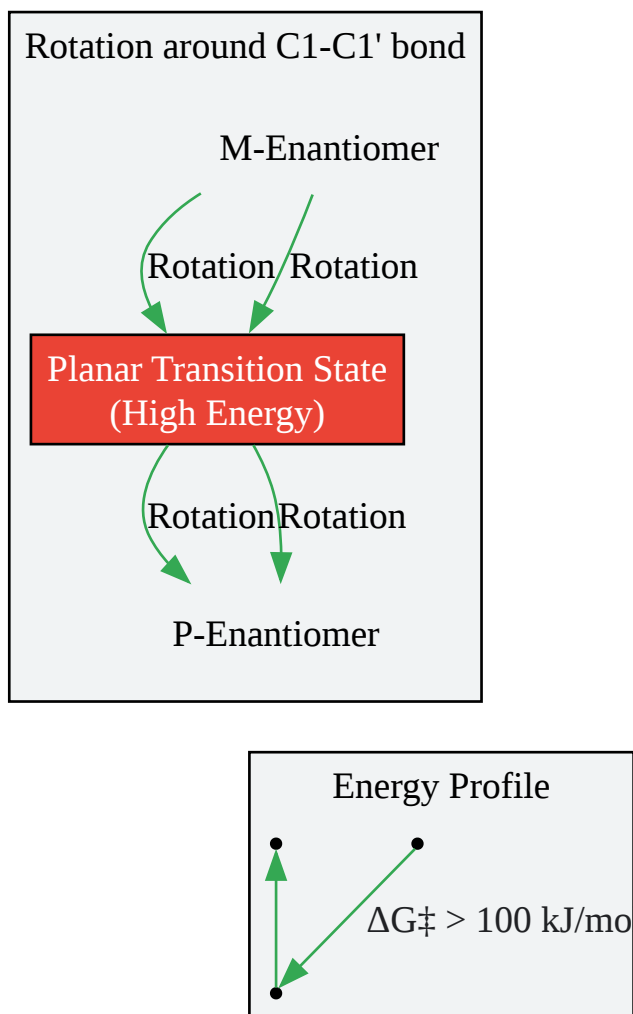 Rotation around C1-C1' bond
M-Enantiomer
Rotation Rotation
Planar Transition State
(High Energy)
Rotation Rotation
P-Enantiomer
Energy Profile
ΔG‡ > 100 kJ/mo